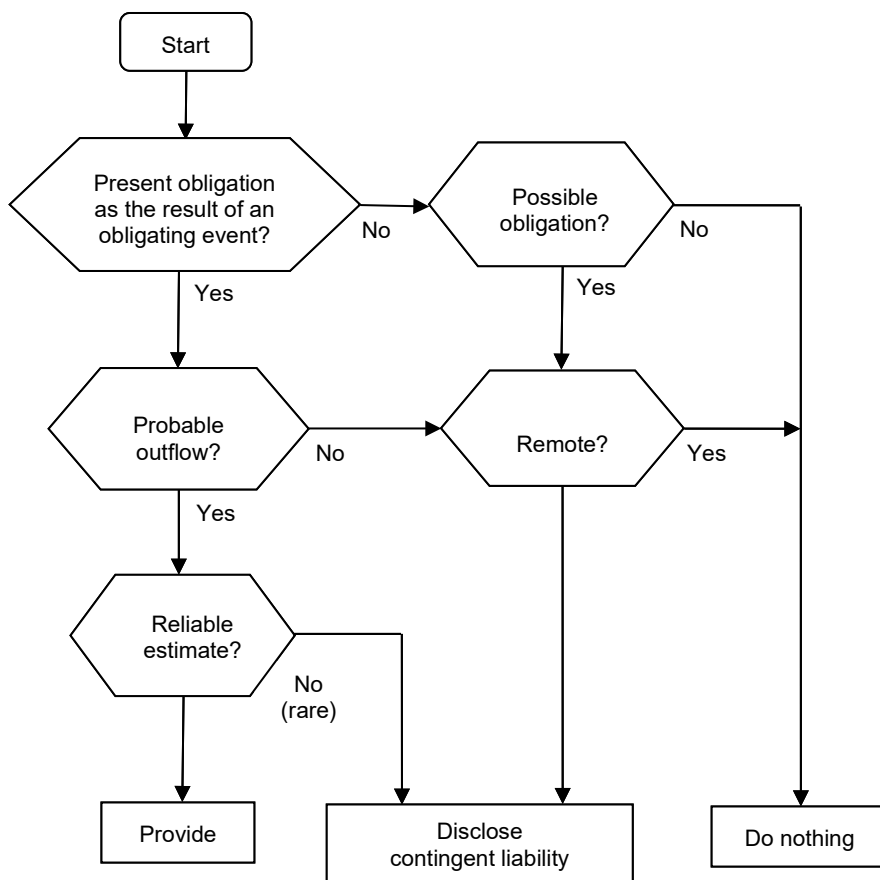 Start
Present obligation
as the result of an
obligating event?
No
Possible
obligation?
No
Yes
Yes
Probable
outflow?
No
Remote?
Yes
Yes
Reliable
estimate?
No
(rare)
Provide
Disclose
contingent liability
Do nothing